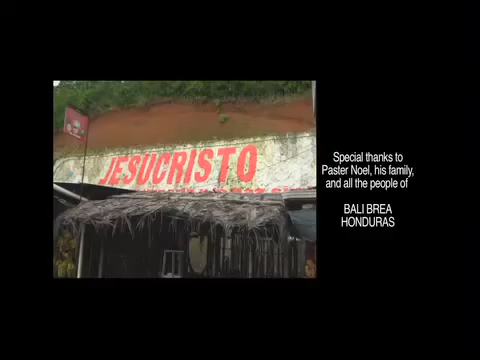 JESUCRISTO
Special thanks to
Paster Noel, his family,
and all the people of
BALI BREA
HONDURAS